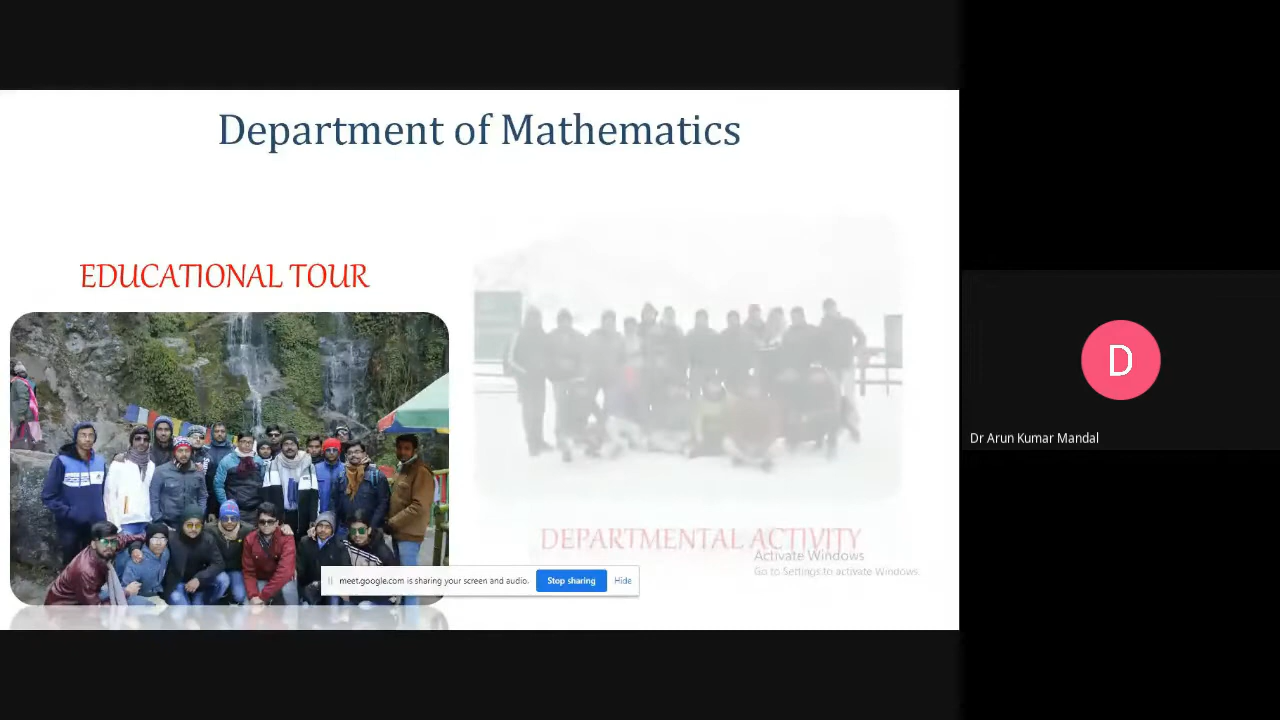 Department of Mathematics
EDUCATIONAL TOUR
DEPARTMENTAL ACTIVITY
Activate Windows
Go to Settings to activate Windows.
meet.google.com is sharing your screen and audio.
Stop sharing
Hide
D
Dr Arun Kumar Mandal